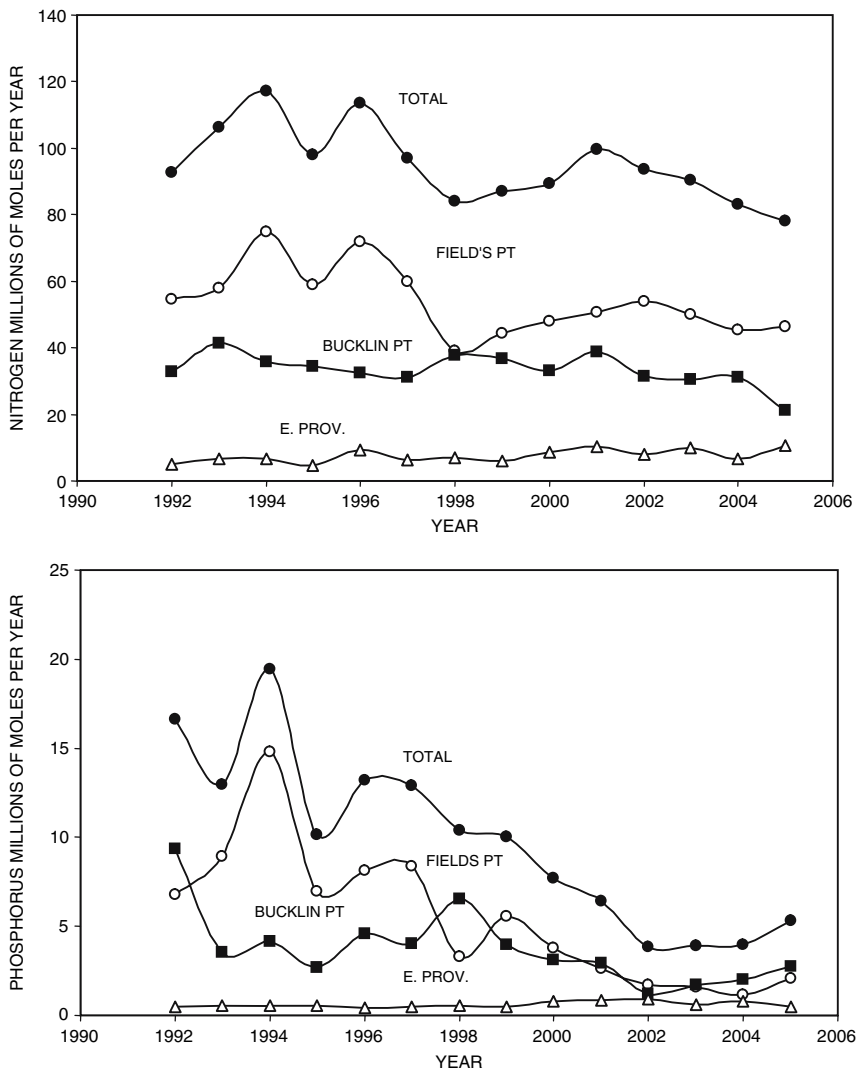 140
120
100
80
60
40
20
0
NITROGEN MILLIONS OF MOLES PER YEAR
TOTAL
FIELD'S PT
BUCKLIN PT
E. PROV.
1990 1992 1994 1996 1998 2000 2002 2004 2006
YEAR
25
20
15
10
5
0
PHOSPHORUS MILLIONS OF MOLES PER YEAR
TOTAL
FIELDS PT
BUCKLIN PT
E. PROV.
1990 1992 1994 1996 1998 2000 2002 2004 2006
YEAR